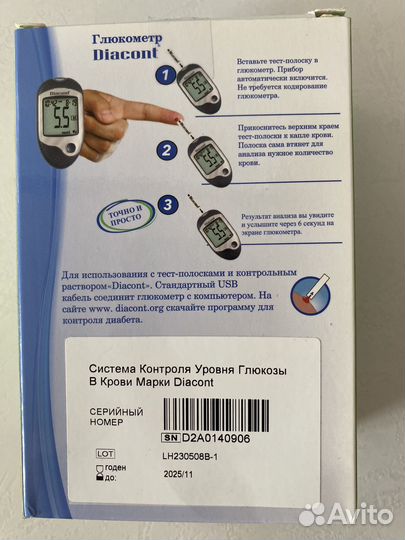 Глюкометр
Diacont
1
Вставьте тест-полоску в
глюкометр. Прибор
автоматически включится.
Не требуется кодирование
глюкометра.
Diacont
5.5
2
Прикоснитесь верхним краем
тест-полоски к капле крови.
Полоска сама втянет для
анализа нужное количество
крови.
3
ТОЧНО И
ПРОСТО
Результат анализа вы увидите
и услышите через 6 секунд на
экране глюкометра.
5.5
Для использования с тест-полосками и контрольным
раствором«Diacont». Стандартный USB
кабель соединит глюкометр с компьютером. На
сайте www. diacont.org скачайте программу для
контроля диабета.
Система Контроля Уровня Глюкозы
В Крови Марки Diacont
СЕРИЙНЫЙ
НОМЕР
SN D2A0140906
LOT LH230508B-1
годен
до: 2025/11
Avito